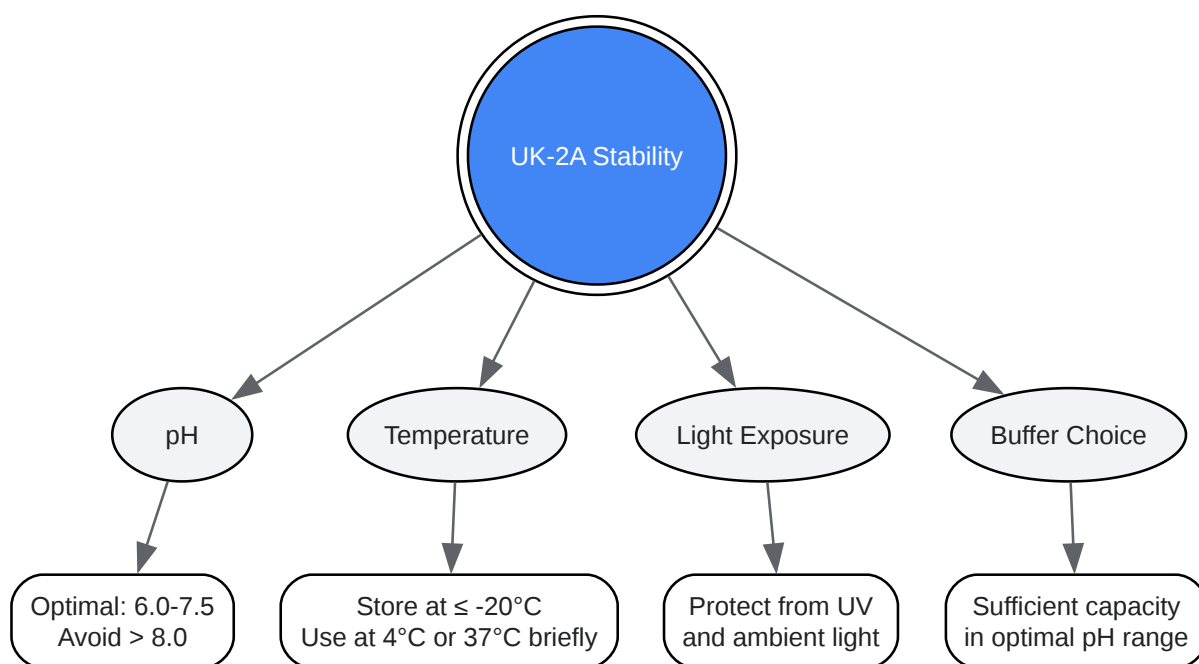 UK-2A Stability
pH
Temperature
Light Exposure
Buffer Choice
Optimal: 6.0-7.5
Avoid > 8.0
Store at ≤ -20°C
Use at 4°C or 37°C briefly
Protect from UV
and ambient light
Sufficient capacity
in optimal pH range